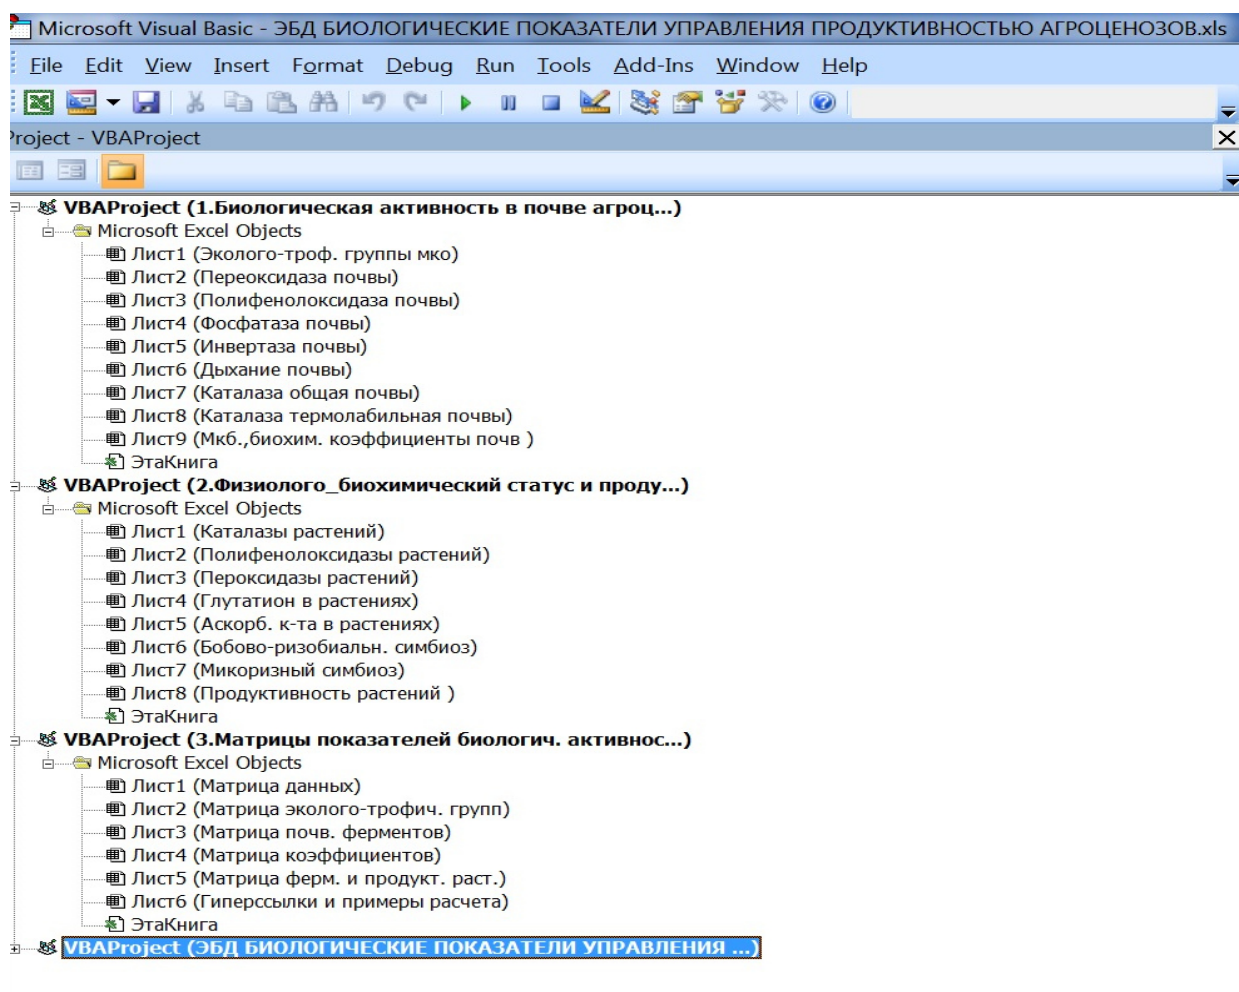 Microsoft Visual Basic - ЭБД БИОЛОГИЧЕСКИЕ ПОКАЗАТЕЛИ УПРАВЛЕНИЯ ПРОДУКТИВНОСТЬЮ АГРОЦЕНОЗОВ.xls
File Edit View Insert Format Debug Run Tools Add-Ins Window Help
Project - VBAProject
VBAProject (1.Биологическая активность в почве агроц...)
Microsoft Excel Objects
Лист1 (Эколого-троф. группы мко)
Лист2 (Переоксидаза почвы)
Лист3 (Полифенолоксидаза почвы)
Лист4 (Фосфатаза почвы)
Лист5 (Инвертаза почвы)
Лист6 (Дыхание почвы)
Лист7 (Каталаза общая почвы)
Лист8 (Каталаза термолабильная почвы)
Лист9 (Мкб.,биохим. коэффициенты почв )
ЭтаКнига
VBAProject (2.Физиолого_биохимический статус и проду...)
Microsoft Excel Objects
Лист1 (Каталазы растений)
Лист2 (Полифенолоксидазы растений)
Лист3 (Пероксидазы растений)
Лист4 (Глутатион в растениях)
Лист5 (Аскорб. к-та в растениях)
Лист6 (Бобово-ризобиальн. симбиоз)
Лист7 (Микоризный симбиоз)
Лист8 (Продуктивность растений )
ЭтаКнига
VBAProject (3.Матрицы показателей биологич. активнос...)
Microsoft Excel Objects
Лист1 (Матрица данных)
Лист2 (Матрица эколого-трофич. групп)
Лист3 (Матрица почв. ферментов)
Лист4 (Матрица коэффициентов)
Лист5 (Матрица ферм. и продукт. раст.)
Лист6 (Гиперссылки и примеры расчета)
ЭтаКнига
VBAProject (ЭБД БИОЛОГИЧЕСКИЕ ПОКАЗАТЕЛИ УПРАВЛЕНИЯ ...)